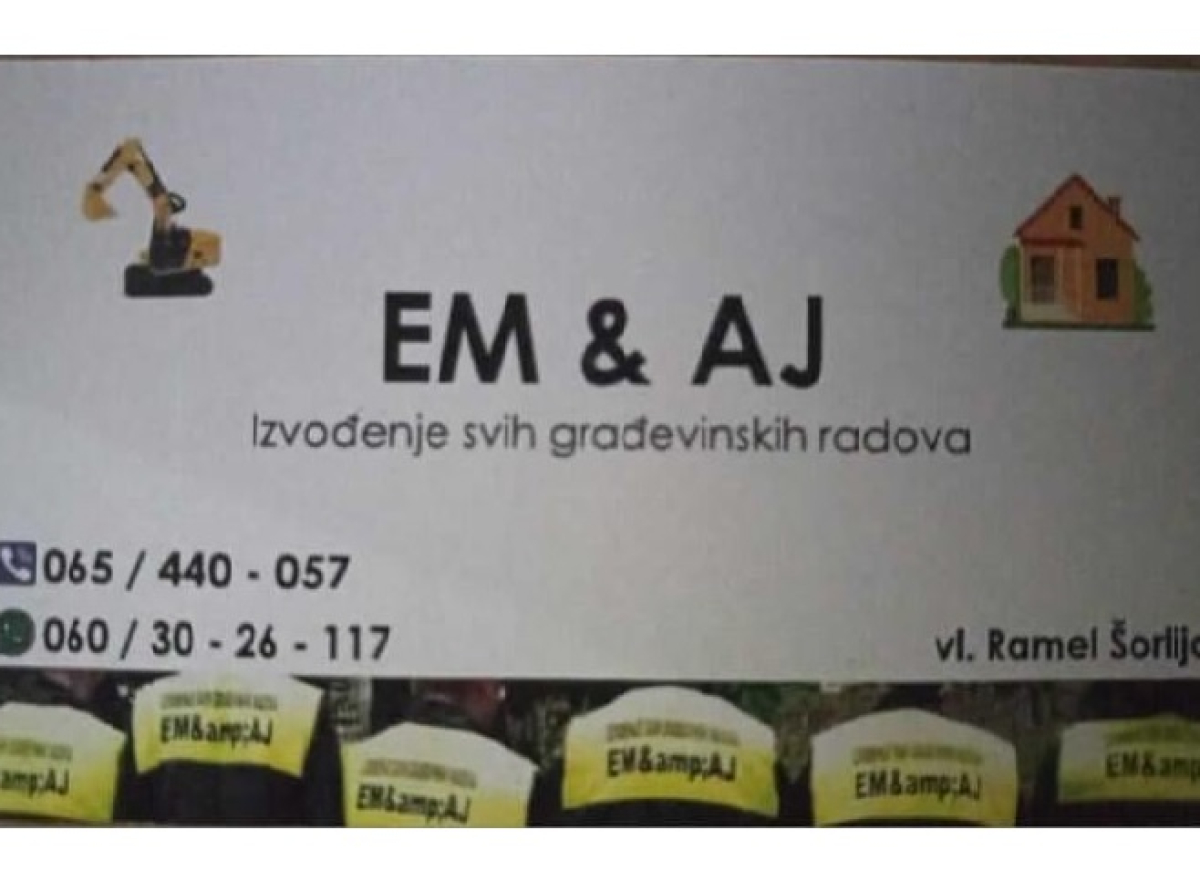 EM & AJ
Izvođenje svih građevinskih radova
065 / 440 - 057
060 / 30 - 26 - 117
vl. Ramel Šorlija
amp;AJ
EM&amp;AJ
EM&amp;AJ
EM&amp;AJ
EM&amp;AJ
EM&amp